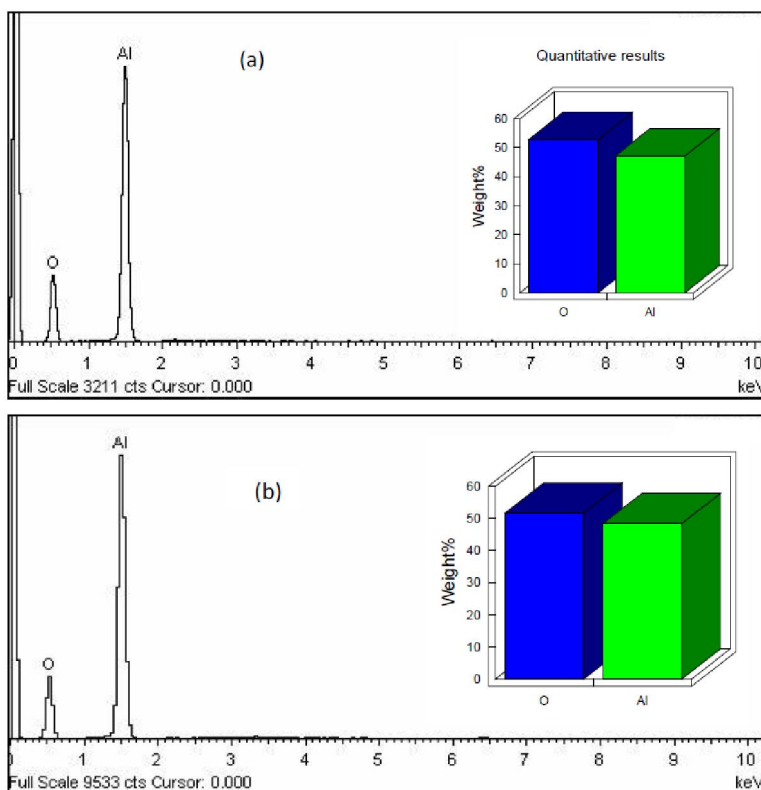 Al
(a)
Quantitative results
O
Weight%
60
50
40
30
20
10
0
O Al
0 1 2 3 4 5 6 7 8 9 10
Full Scale 3211 cts Cursor: 0.000 keV
Al
(b)
O
Weight%
60
50
40
30
20
10
0
O Al
0 1 2 3 4 5 6 7 8 9 10
Full Scale 9533 cts Cursor: 0.000 keV